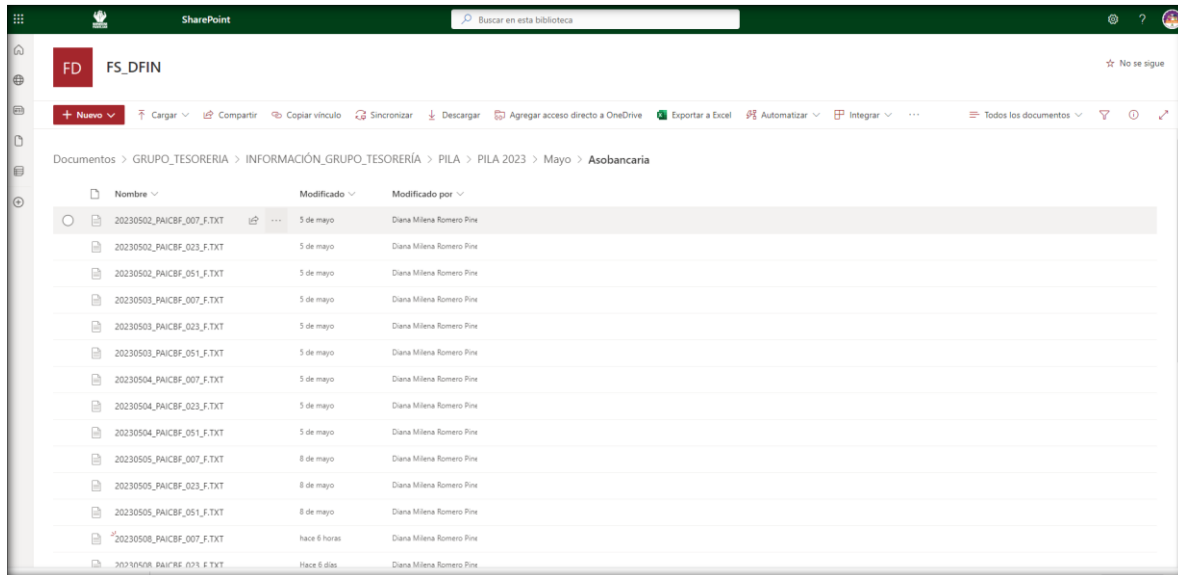 SharePoint
Buscar en esta biblioteca
?
FD
FS_DFIN
No se sigue
+ Nuevo
Cargar
Compartir
Copiar vínculo
Sincronizar
Descargar
Agregar acceso directo a OneDrive
Exportar a Excel
Automatizar
Integrar
...
Todos los documentos
Documentos > GRUPO_TESORERIA > INFORMACIÓN_GRUPO_TESORERÍA > PILA > PILA 2023 > Mayo > Asobancaria
Nombre Modificado Modificado por
20230502_PAICBF_007_F.TXT ... 5 de mayo Diana Milena Romero Pine
20230502_PAICBF_023_F.TXT 5 de mayo Diana Milena Romero Pine
20230502_PAICBF_051_F.TXT 5 de mayo Diana Milena Romero Pine
20230503_PAICBF_007_F.TXT 5 de mayo Diana Milena Romero Pine
20230503_PAICBF_023_F.TXT 5 de mayo Diana Milena Romero Pine
20230503_PAICBF_051_F.TXT 5 de mayo Diana Milena Romero Pine
20230504_PAICBF_007_F.TXT 5 de mayo Diana Milena Romero Pine
20230504_PAICBF_023_F.TXT 5 de mayo Diana Milena Romero Pine
20230504_PAICBF_051_F.TXT 5 de mayo Diana Milena Romero Pine
20230505_PAICBF_007_F.TXT 8 de mayo Diana Milena Romero Pine
20230505_PAICBF_023_F.TXT 8 de mayo Diana Milena Romero Pine
20230505_PAICBF_051_F.TXT 8 de mayo Diana Milena Romero Pine
20230508_PAICBF_007_F.TXT hace 6 horas Diana Milena Romero Pine
20230508_PAICBF_023_F.TXT Hace 6 días Diana Milena Romero Pine